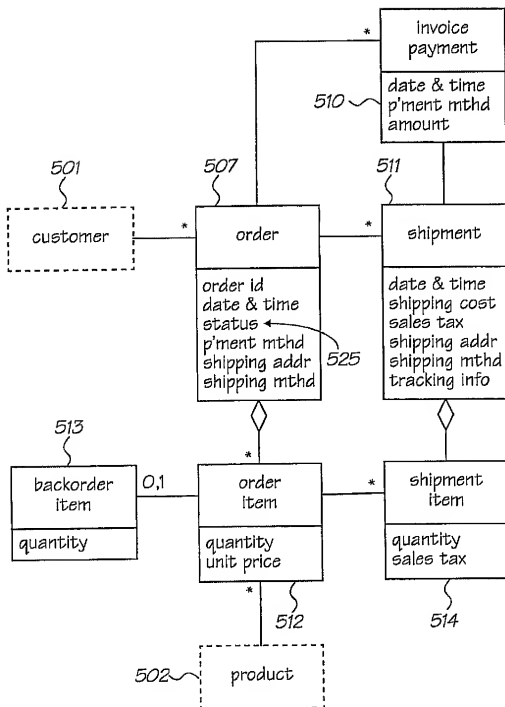 *
invoice
payment
510
date & time
p'ment mthd
amount
501
507
511
customer
*
order
*
shipment
order id
date & time
status
p'ment mthd
shipping addr
shipping mthd
525
date & time
shipping cost
sales tax
shipping addr
shipping mthd
tracking info
513
*
backorder
item
0,1
order
item
*
shipment
item
quantity
quantity
unit price
quantity
sales tax
*
512
514
502
product